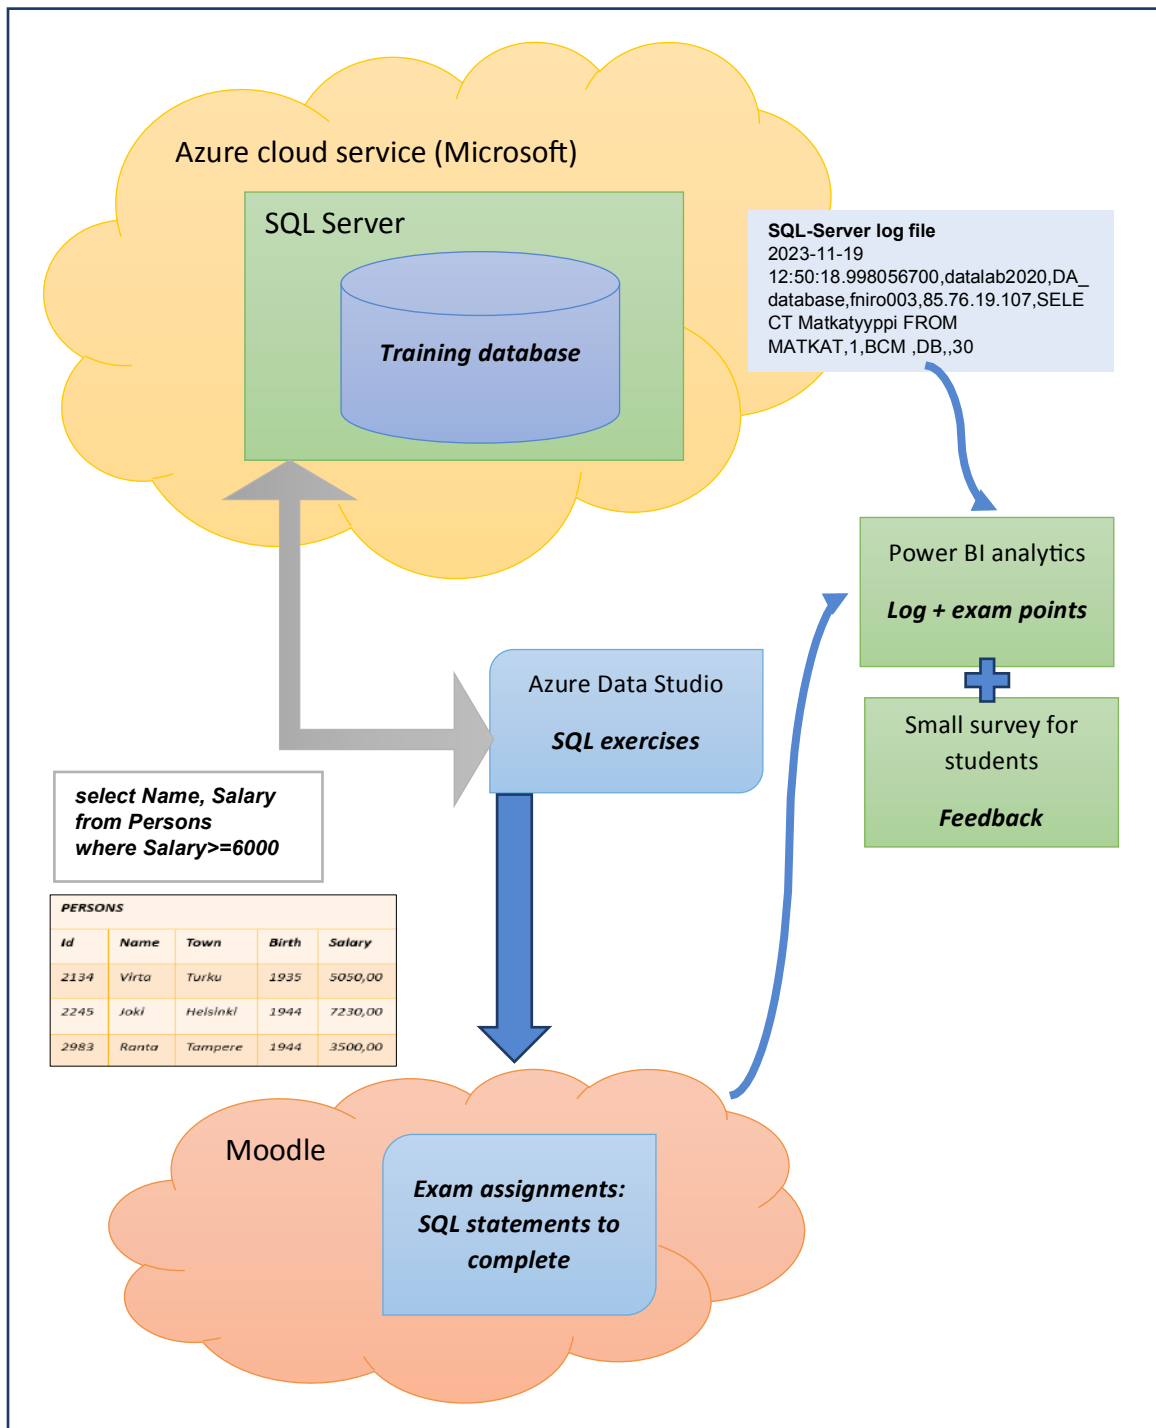 Azure cloud service (Microsoft)
SQL Server
Training database
SQL-Server log file
2023-11-19
12:50:18.998056700,datalab2020,DA_
database,fniro003,85.76.19.107,SELE
CT Matkatyyppi FROM
MATKAT,1,BCM ,DB,,30
Power BI analytics
Log + exam points
Small survey for
students
Feedback
Azure Data Studio
SQL exercises
select Name, Salary
from Persons
where Salary>=6000
PERSONS
Id Name Town Birth Salary
2134 Virta Turku 1935 5050,00
2245 Joki Helsinki 1944 7230,00
2983 Ranta Tampere 1944 3500,00
Moodle
Exam assignments:
SQL statements to
complete